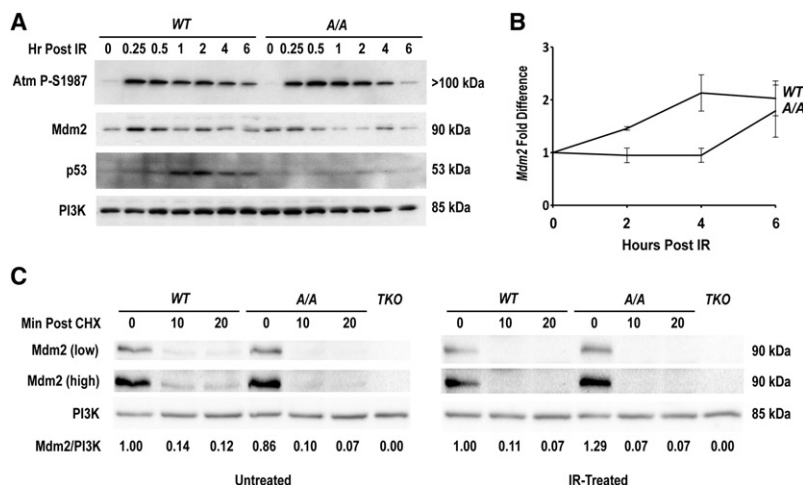 A
WT A/A
Hr Post IR 0 0.25 0.5 1 2 4 6 0 0.25 0.5 1 2 4 6
Atm P-S1987 >100 kDa
Mdm2 90 kDa
p53 53 kDa
PI3K 85 kDa
B
Mdm2 Fold Difference
3
2
1
0
WT
A/A
0 2 4 6
Hours Post IR
C
WT A/A TKO WT A/A TKO
Min Post CHX 0 10 20 0 10 20 0 10 20 0 10 20
Mdm2 (low) 90 kDa
Mdm2 (high) 90 kDa
PI3K 85 kDa
Mdm2/PI3K 1.00 0.14 0.12 0.86 0.10 0.07 0.00 1.00 0.11 0.07 1.29 0.07 0.07 0.00
Untreated IR-Treated